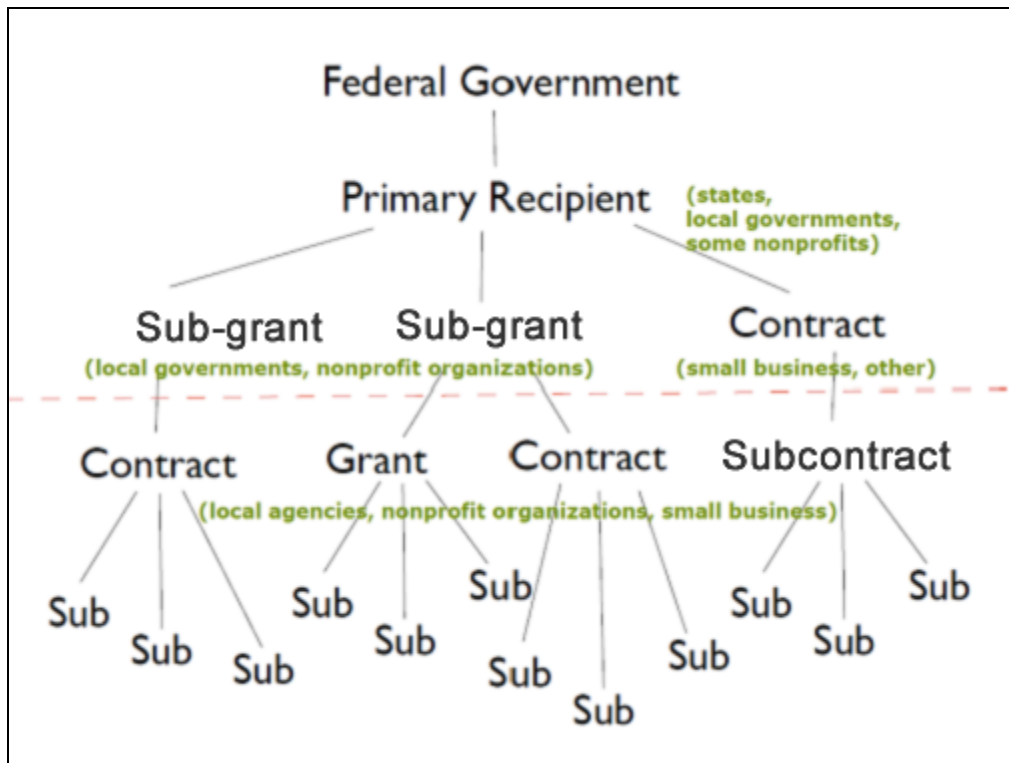 Federal Government
Primary Recipient
(states,
local governments,
some nonprofits)
Sub-grant
Sub-grant
Contract
(local governments, nonprofit organizations)
(small business, other)
Contract
Grant
Contract
Subcontract
(local agencies, nonprofit organizations, small business)
Sub
Sub
Sub
Sub
Sub
Sub
Sub
Sub
Sub
Sub
Sub
Sub